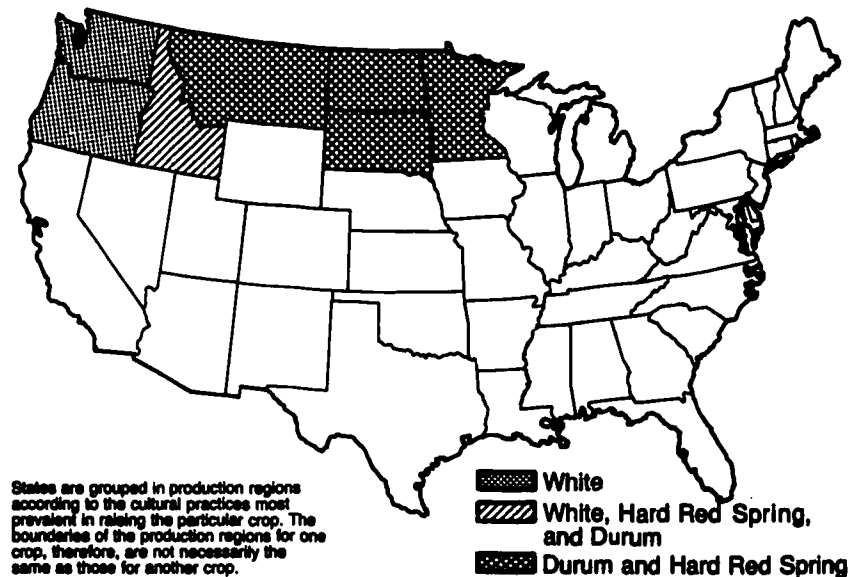 States are grouped in production regions
according to the cultural practices most
prevalent in raising the particular crop. The
boundaries of the production regions for one
crop, therefore, are not necessarily the
same as those for another crop.
White
White, Hard Red Spring,
and Durum
Durum and Hard Red Spring